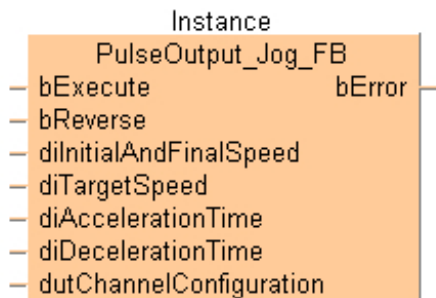 Instance
PulseOutput_Jog_FB
bExecute bError
bReverse
diInitialAndFinalSpeed
diTargetSpeed
diAccelerationTime
diDecelerationTime
dutChannelConfiguration